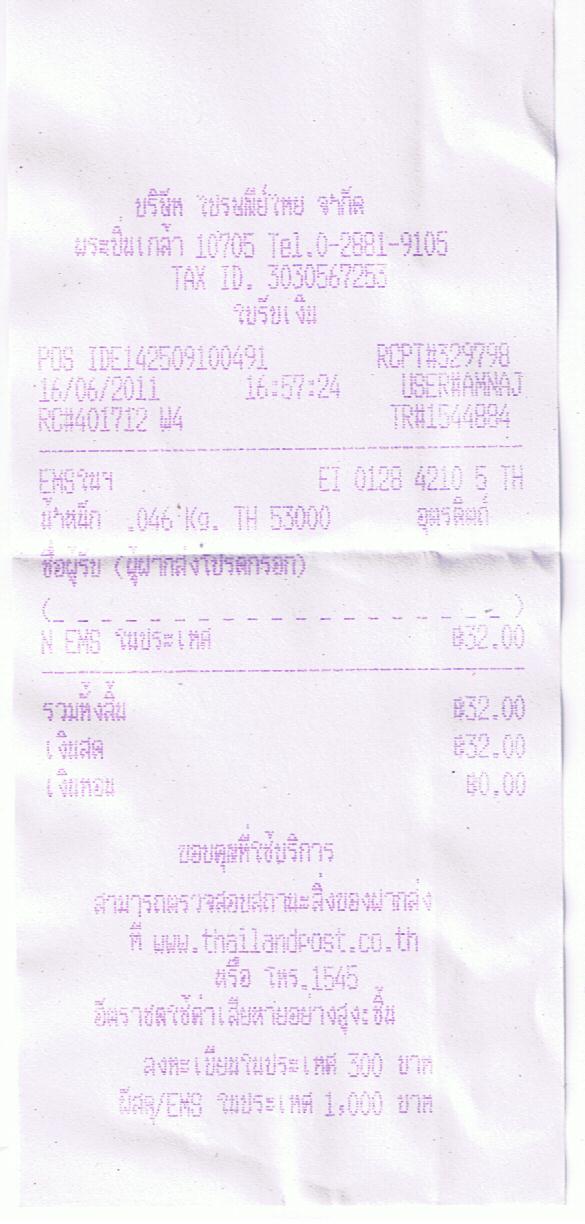 บริษัท ไปรษณีย์ไทย จำกัด
พระปิ่นเกล้า 10705 Tel.0-2881-9105
TAX ID. 3030567253
ใบรับเงิน
POS IDE142509100491 RCPT#329798
16/06/2011 16:57:24 USER#AMNAJ
RC#401712 W4 TR#1544894
EMSในฯ EI 0128 4210 5 TH
น้ำหนัก .046 Kg. TH 53000 อุตรดิตถ์
ชื่อผู้รับ (ผู้ฝากส่งโปรดกรอก)
(_ _ _ _ _ _ _ _ _ _ _ _ _ _ _ _ _ _ _)
N EMS ในประเทศ ฿32.00
รวมทั้งสิ้น ฿32.00
เงินสด ฿32.00
เงินทอน ฿0.00
ขอบคุณที่ใช้บริการ
สามารถตรวจสอบสถานะสิ่งของฝากส่ง
ที่ www.thailandpost.co.th
หรือ โทร.1545
อัตราชดใช้ค่าเสียหายอย่างสูงต่อชิ้น
ลงทะเบียนในประเทศ 300 บาท
พัสดุ/EMS ในประเทศ 1,000 บาท